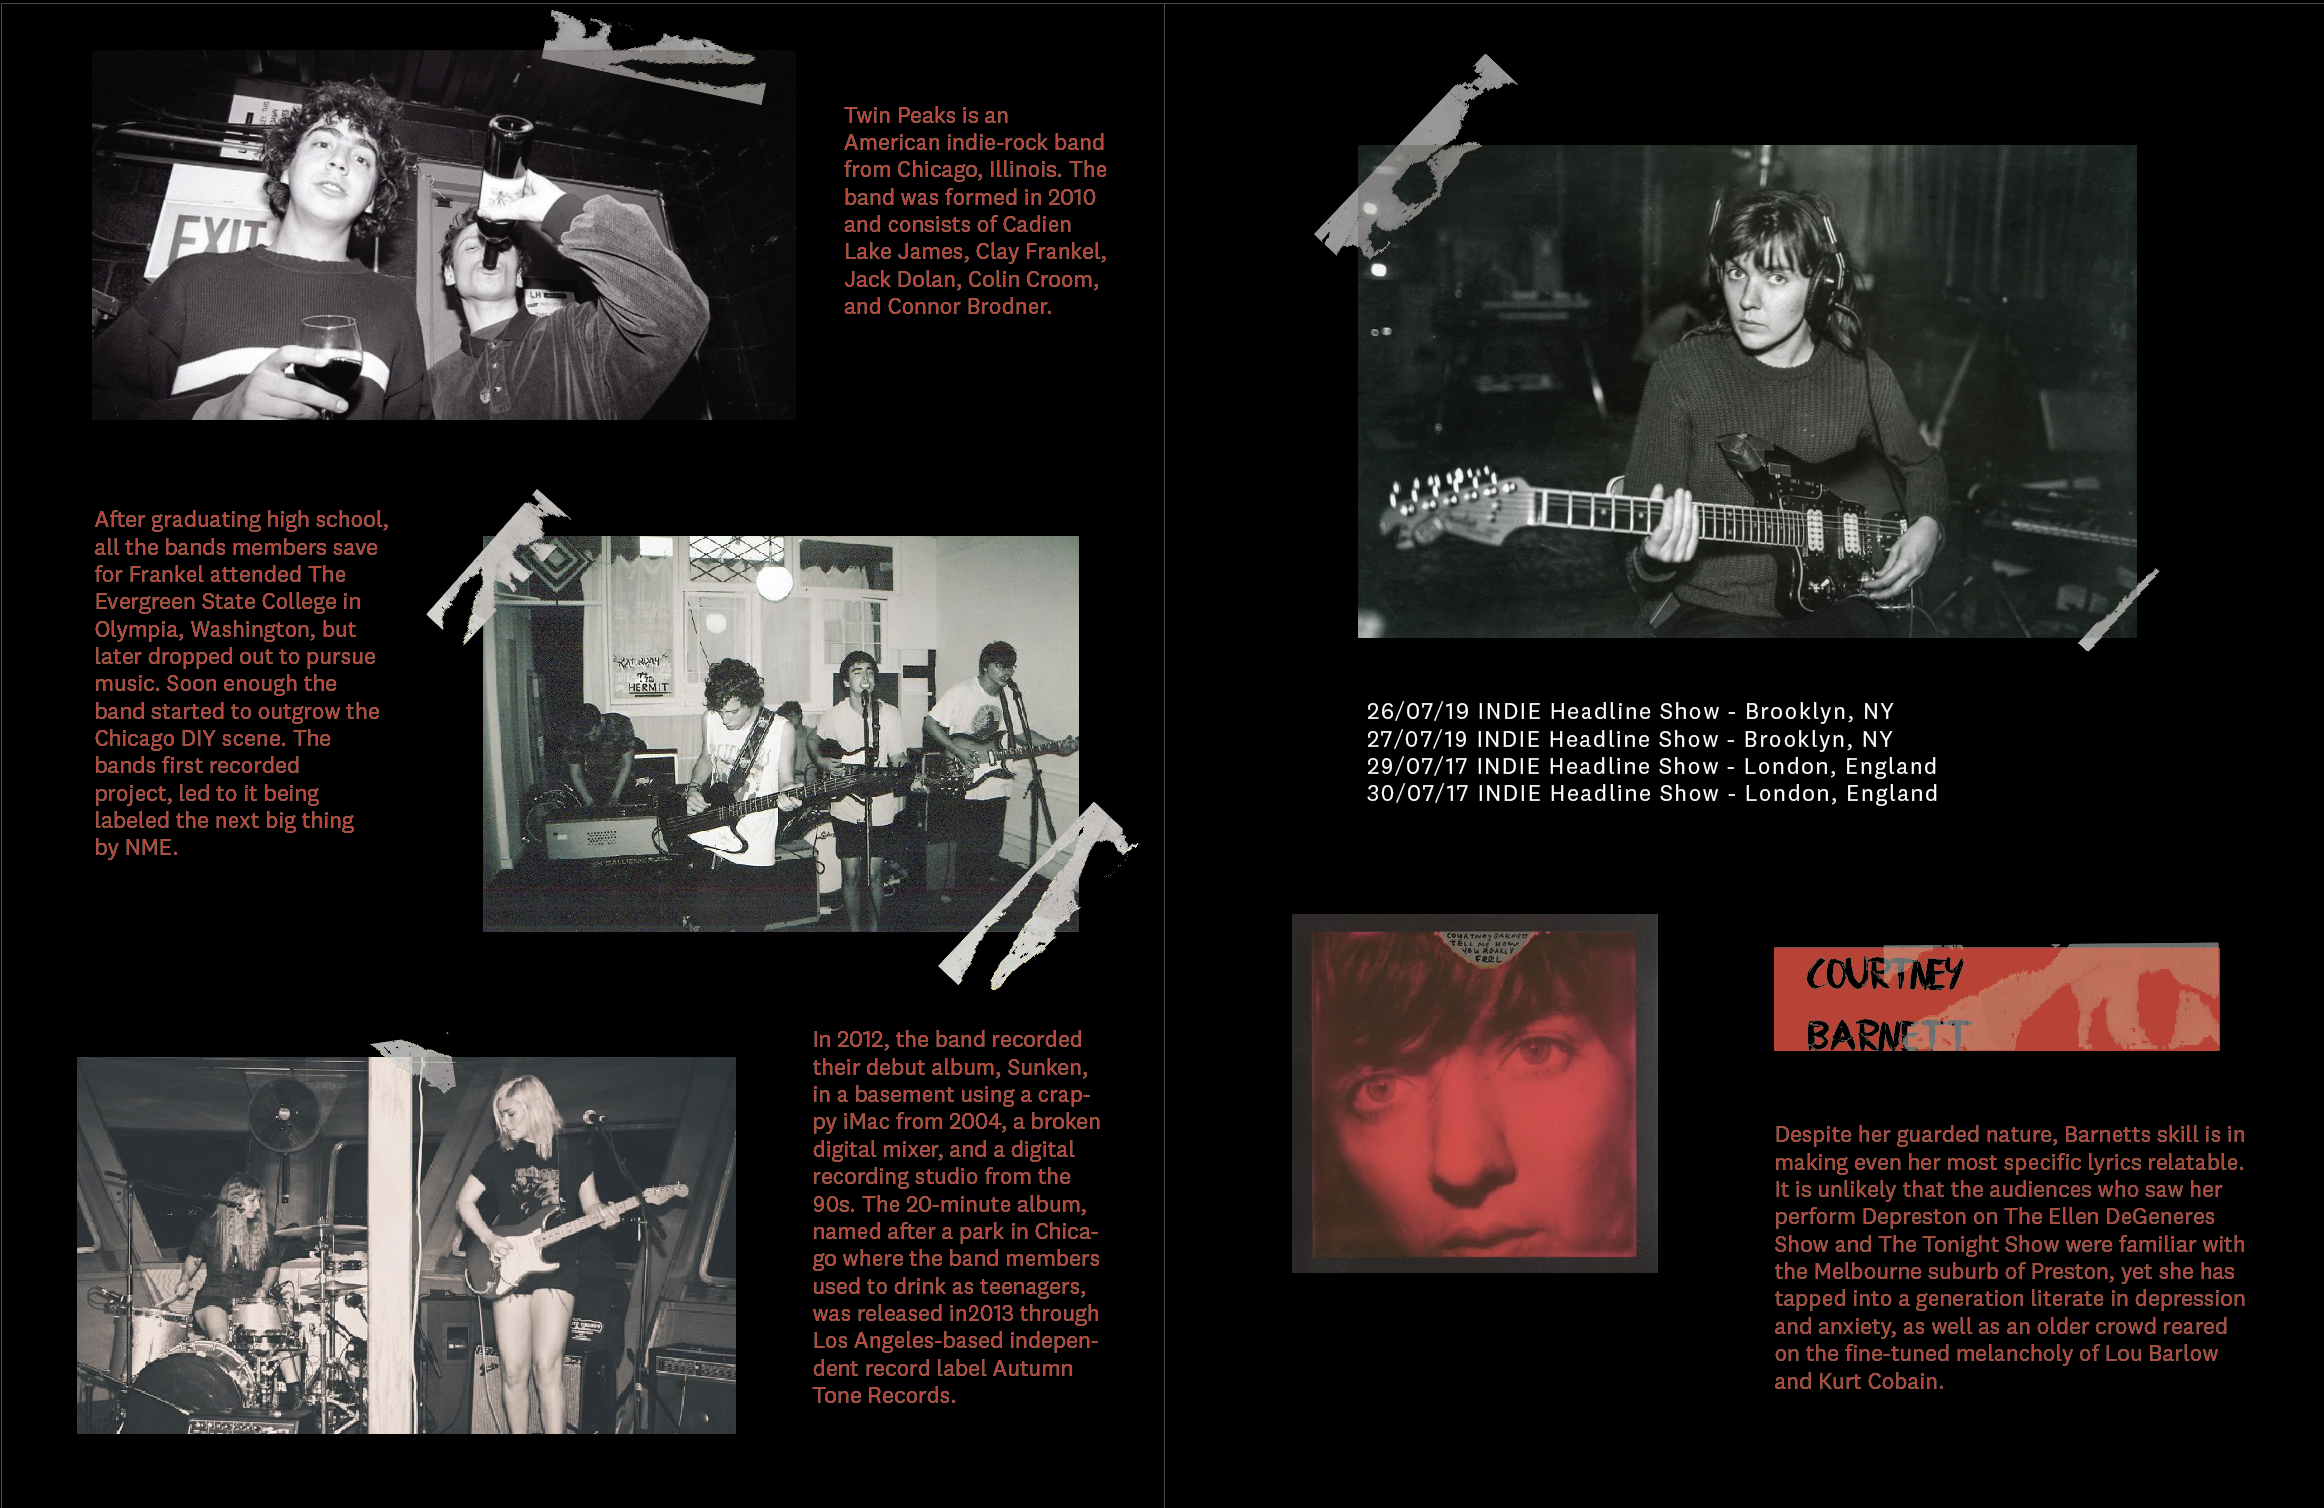 EXIT
LH
Twin Peaks is an
American indie-rock band
from Chicago, Illinois. The
band was formed in 2010
and consists of Cadien
Lake James, Clay Frankel,
Jack Dolan, Colin Croom,
and Connor Brodner.
After graduating high school,
all the bands members save
for Frankel attended The
Evergreen State College in
Olympia, Washington, but
later dropped out to pursue
music. Soon enough the
band started to outgrow the
Chicago DIY scene. The
bands first recorded
project, led to it being
labeled the next big thing
by NME.
HERMIT
In 2012, the band recorded
their debut album, Sunken,
in a basement using a crap-
py iMac from 2004, a broken
digital mixer, and a digital
recording studio from the
90s. The 20-minute album,
named after a park in Chica-
go where the band members
used to drink as teenagers,
was released in2013 through
Los Angeles-based indepen-
dent record label Autumn
Tone Records.
26/07/19 INDIE Headline Show - Brooklyn, NY
27/07/19 INDIE Headline Show - Brooklyn, NY
29/07/17 INDIE Headline Show - London, England
30/07/17 INDIE Headline Show - London, England
COURTNEY BARNETT
TELL ME HOW
YOU REALLY
FEEL
COURTNEY
BARNETT
Despite her guarded nature, Barnetts skill is in
making even her most specific lyrics relatable.
It is unlikely that the audiences who saw her
perform Depreston on The Ellen DeGeneres
Show and The Tonight Show were familiar with
the Melbourne suburb of Preston, yet she has
tapped into a generation literate in depression
and anxiety, as well as an older crowd reared
on the fine-tuned melancholy of Lou Barlow
and Kurt Cobain.